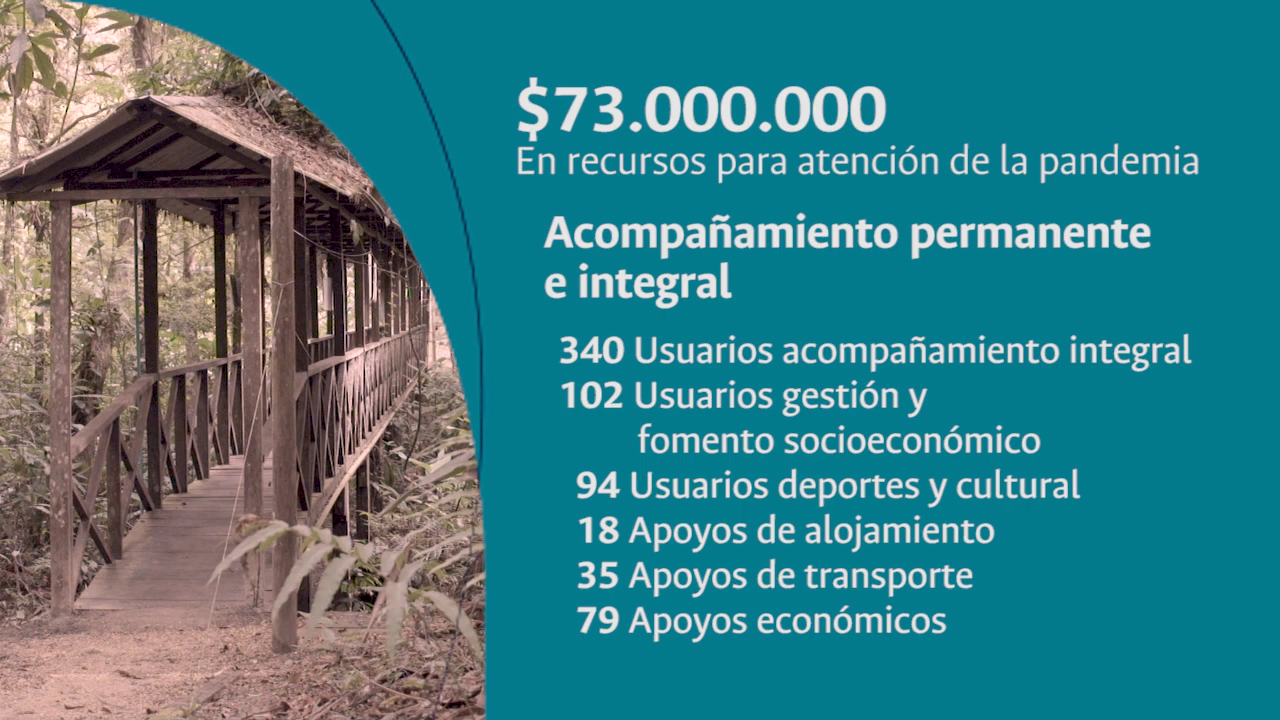 $73.000.000
En recursos para atención de la pandemia
Acompañamiento permanente
e integral
340 Usuarios acompañamiento integral
102 Usuarios gestión y
fomento socioeconómico
94 Usuarios deportes y cultural
18 Apoyos de alojamiento
35 Apoyos de transporte
79 Apoyos económicos